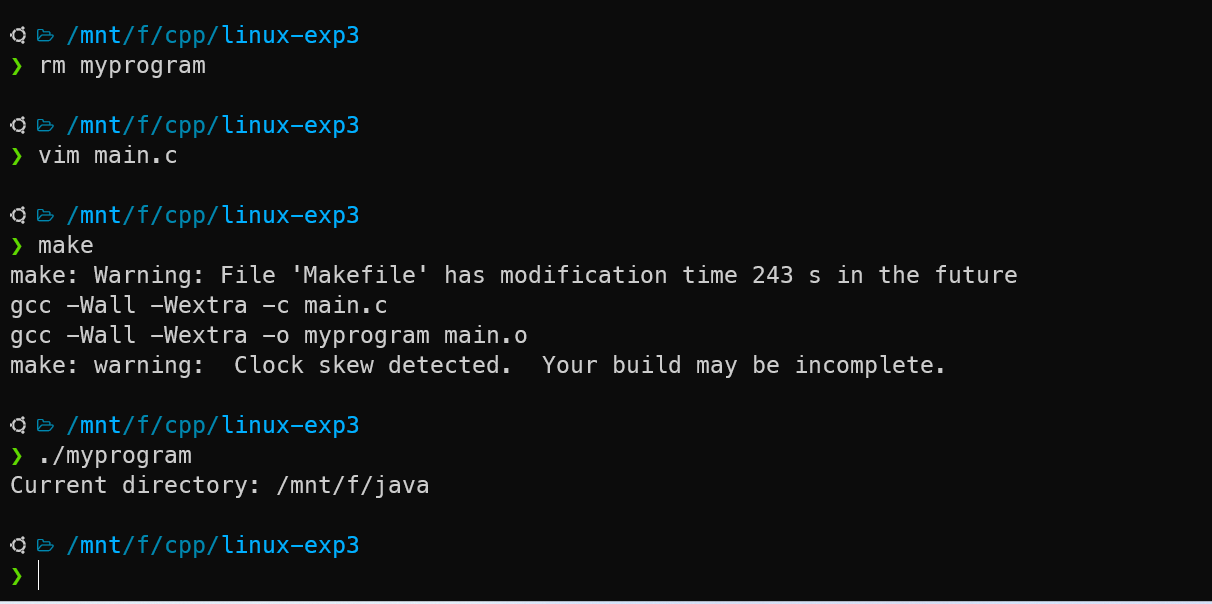 /mnt/f/cpp/linux-exp3
❯ rm myprogram
/mnt/f/cpp/linux-exp3
❯ vim main.c
/mnt/f/cpp/linux-exp3
❯ make
make: Warning: File 'Makefile' has modification time 243 s in the future
gcc -Wall -Wextra -c main.c
gcc -Wall -Wextra -o myprogram main.o
make: warning:  Clock skew detected.  Your build may be incomplete.
/mnt/f/cpp/linux-exp3
❯ ./myprogram
Current directory: /mnt/f/java
/mnt/f/cpp/linux-exp3
❯